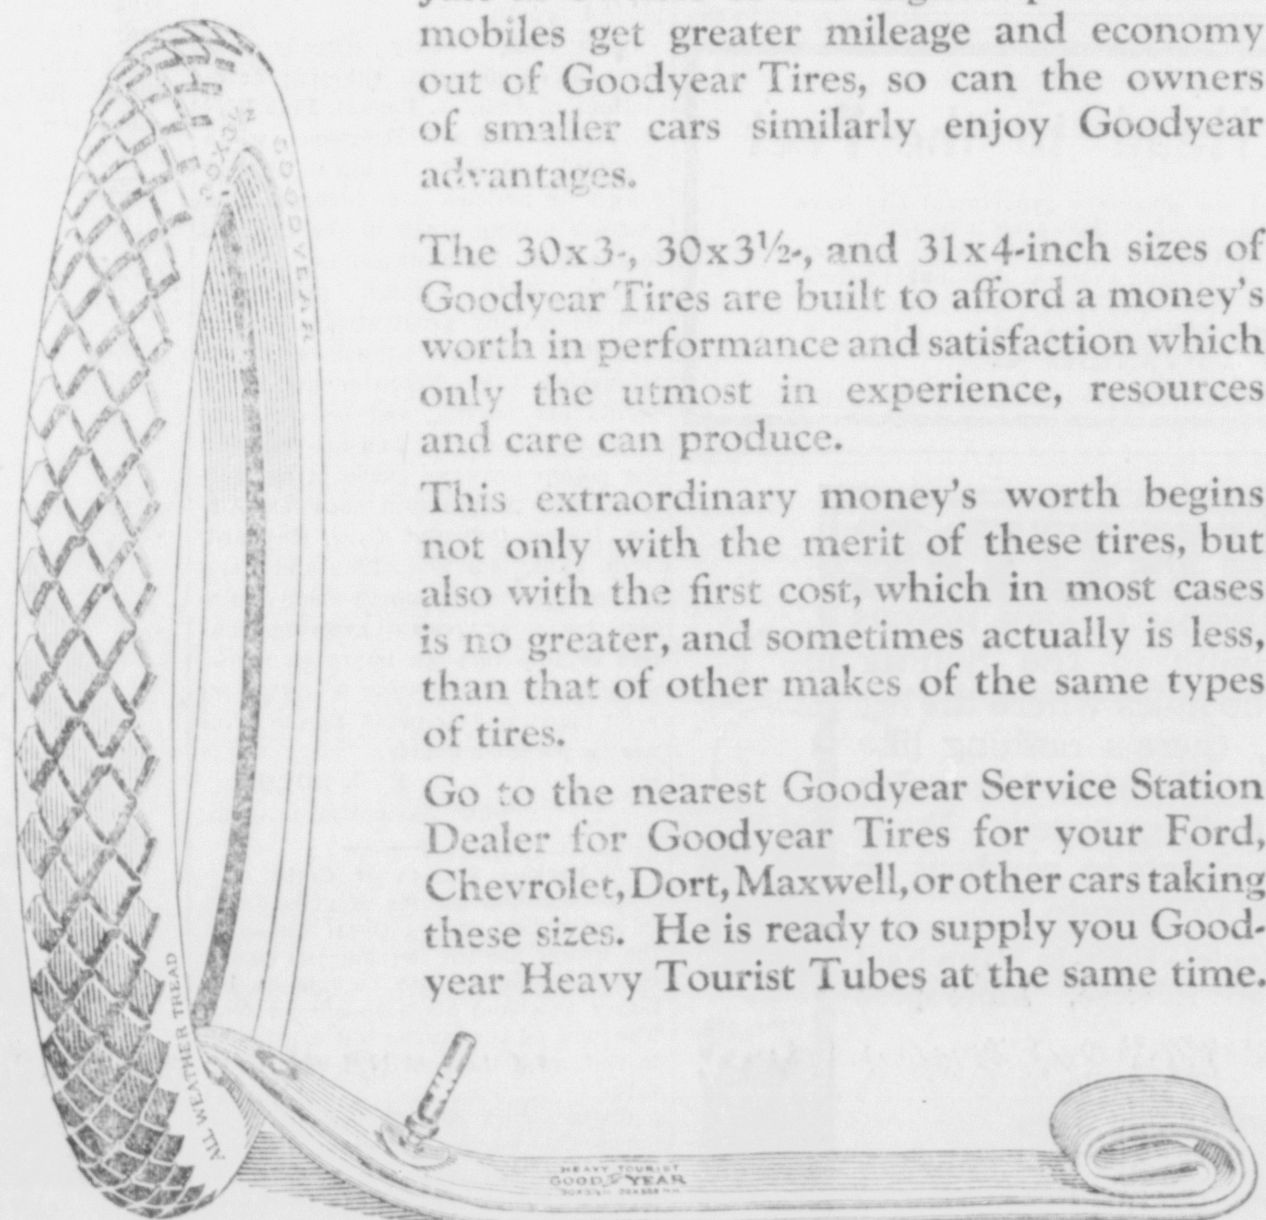 mobiles get greater mileage and economy
out of Goodyear Tires, so can the owners
of smaller cars similarly enjoy Goodyear
advantages.
The 30x3-, 30x3½-, and 31x4-inch sizes of
Goodyear Tires are built to afford a money's
worth in performance and satisfaction which
only the utmost in experience, resources
and care can produce.
This extraordinary money's worth begins
not only with the merit of these tires, but
also with the first cost, which in most cases
is no greater, and sometimes actually is less,
than that of other makes of the same types
of tires.
Go to the nearest Goodyear Service Station
Dealer for Goodyear Tires for your Ford,
Chevrolet, Dort, Maxwell, or other cars taking
these sizes. He is ready to supply you Good-
year Heavy Tourist Tubes at the same time.
GOODYEAR
ALL WEATHER TREAD
HEAVY TOURIST
GOOD YEAR